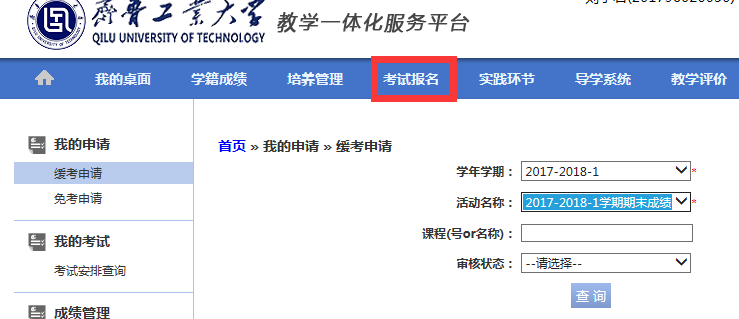 齊魯工業大学
QILU UNIVERSITY OF TECHNOLOGY
教学一体化服务平台
我的桌面 学籍成绩 培养管理 考试报名 实践环节 导学系统 教学评价
我的申请
缓考申请
免考申请
我的考试
考试安排查询
成绩管理
首页 » 我的申请 » 缓考申请
学年学期： 2017-2018-1 *
活动名称： 2017-2018-1学期期末成绩 *
课程(号or名称)：
审核状态： --请选择--
查 询